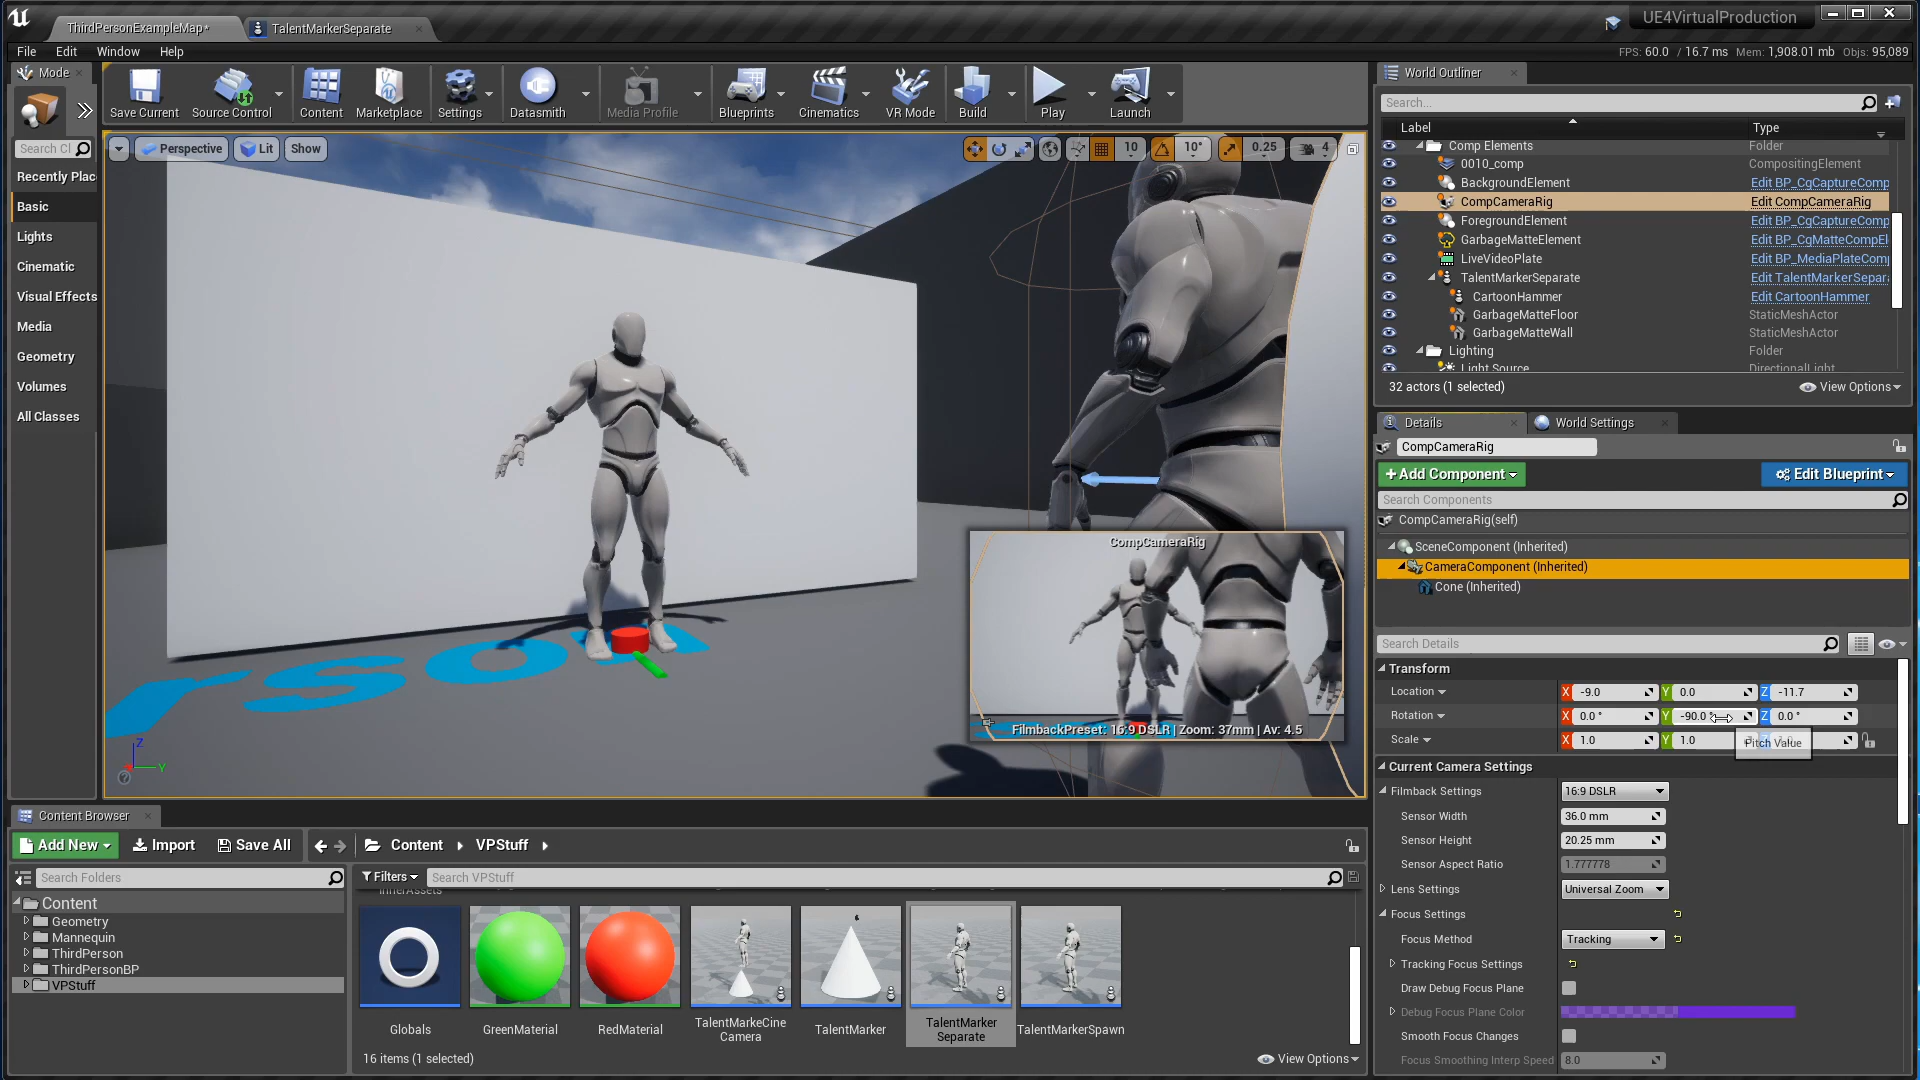 ThirdPersonExampleMap*
TalentMarkerSeparate
UE4VirtualProduction
File Edit Window Help
FPS: 60.0 / 16.7 ms Mem: 1,908.01 mb Objs: 95,089
Mode
Search Cl
Recently Plac
Basic
Lights
Cinematic
Visual Effects
Media
Geometry
Volumes
All Classes
Save Current
Source Control
Content
Marketplace
Settings
Datasmith
Media Profile
Blueprints
Cinematics
VR Mode
Build
Play
Launch
Perspective
Lit
Show
10
10°
0.25
4
CompCameraRig
FilmbackPreset: 16:9 DSLR | Zoom: 37mm | Av: 4.5
Z
Y
World Outliner
Search...
Label Type
Comp Elements Folder
0010_comp CompositingElement
BackgroundElement Edit BP_CgCaptureComp
CompCameraRig Edit CompCameraRig
ForegroundElement Edit BP_CgCaptureComp
GarbageMatteElement Edit BP_CgMatteCompEl
LiveVideoPlate Edit BP_MediaPlateComp
TalentMarkerSeparate Edit TalentMarkerSepara
CartoonHammer Edit CartoonHammer
GarbageMatteFloor StaticMeshActor
GarbageMatteWall StaticMeshActor
Lighting Folder
Light Source DirectionalLight
32 actors (1 selected)
View Options
Details
World Settings
CompCameraRig
+Add Component
Edit Blueprint
Search Components
CompCameraRig(self)
SceneComponent (Inherited)
CameraComponent (Inherited)
Cone (Inherited)
Search Details
Transform
Location X -9.0 Y 0.0 Z -11.7
Rotation X 0.0 ° Y -90.0 ° Z 0.0 °
Scale X 1.0 Y 1.0
Pitch Value
Current Camera Settings
Filmback Settings 16:9 DSLR
Sensor Width 36.0 mm
Sensor Height 20.25 mm
Sensor Aspect Ratio 1.777778
Lens Settings Universal Zoom
Focus Settings
Focus Method Tracking
Tracking Focus Settings
Draw Debug Focus Plane
Debug Focus Plane Color
Smooth Focus Changes
Focus Smoothing Interp Speed 8.0
Content Browser
Add New
Import
Save All
Content
VPStuff
Search Folders
Filters
Search VPStuff
Content
Geometry
Mannequin
ThirdPerson
ThirdPersonBP
VPStuff
InnerAssets
Globals
GreenMaterial
RedMaterial
TalentMarkeCine
Camera
TalentMarker
TalentMarker
Separate
TalentMarkerSpawn
16 items (1 selected)
View Options